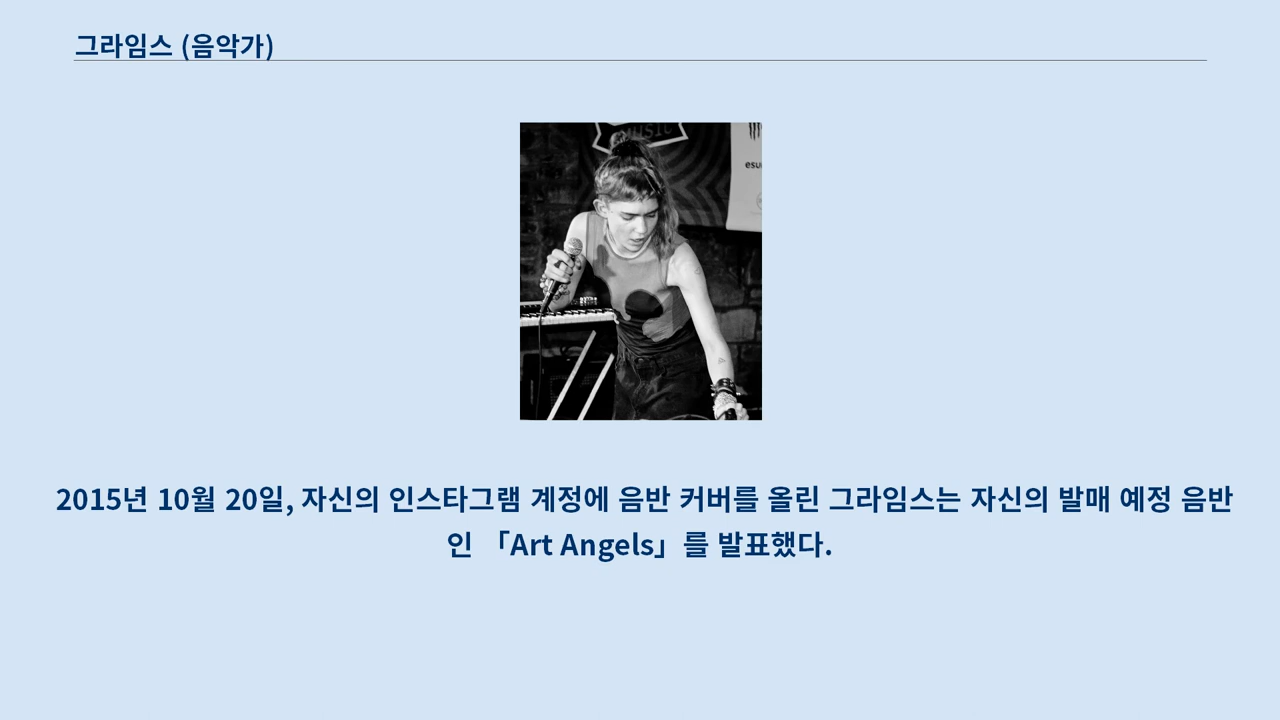 그라임스 (음악가)
music
esu
2015년 10월 20일, 자신의 인스타그램 계정에 음반 커버를 올린 그라임스는 자신의 발매 예정 음반
인 「Art Angels」를 발표했다.